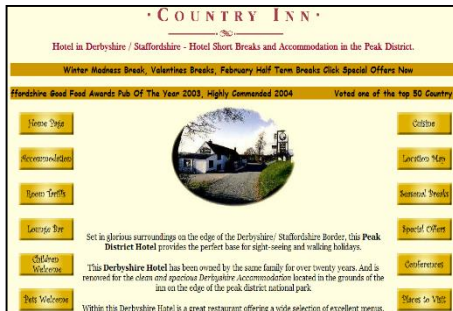 · COUNTRY INN ·
Hotel in Derbyshire / Staffordshire - Hotel Short Breaks and Accommodation in the Peak District.
Winter Madness Break, Valentines Breaks, February Half Term Breaks Click Special Offers Now
ffordshire Good Food Awards Pub Of The Year 2003, Highly Commended 2004
Voted one of the top 50 Country
Home Page
Accommodation
Room Tariffs
Lounge Bar
Children
Welcome
Pets Welcome
Cuisine
Location Map
Seasonal Breaks
Special Offers
Conferences
Places to Visit
Set in glorious surroundings on the edge of the Derbyshire/ Staffordshire Border, this Peak
District Hotel provides the perfect base for sight-seeing and walking holidays.
This Derbyshire Hotel has been owned by the same family for over twenty years. And is
removed for the clean and spacious Derbyshire Accommodation located in the grounds of the
inn on the edge of the peak district national park
Within this Derbyshire Hotel is a great restaurant offering a wide selection of excellent menus.